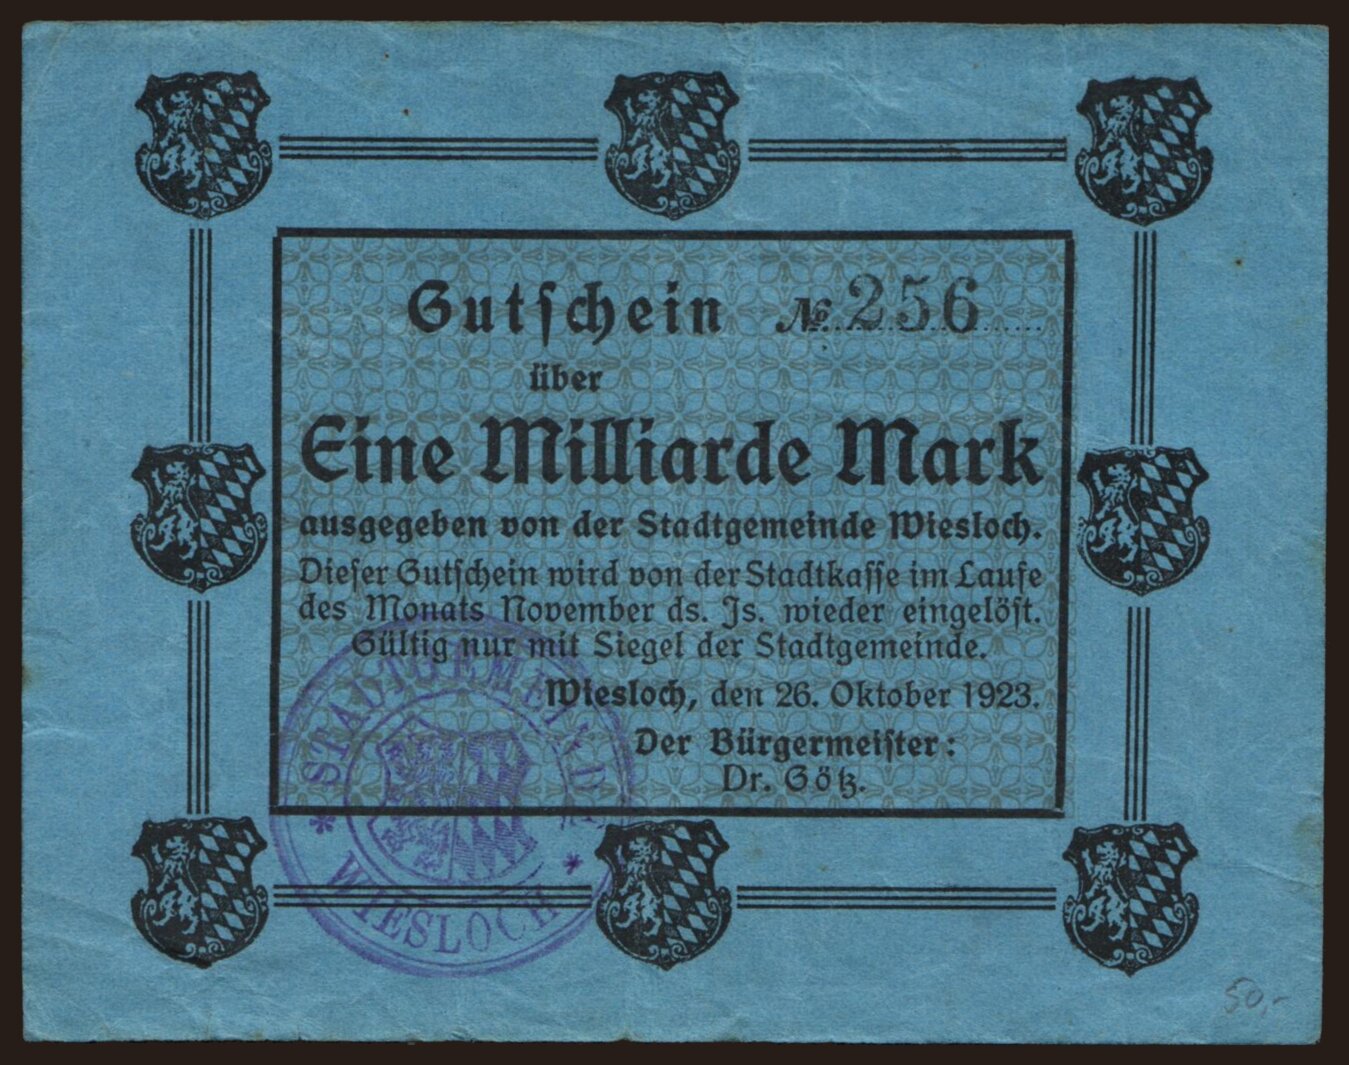 Gutschein № 256
über
Eine Milliarde Mark
ausgegeben von der Stadtgemeinde Wiesloch.
Dieser Gutschein wird von der Stadtkasse im Laufe
des Monats November ds. Js. wieder eingelöst.
Gültig nur mit Siegel der Stadtgemeinde.
Wiesloch, den 26. Oktober 1923.
Der Bürgermeister:
Dr. Götz.
* STADTGEMEINDE *
WIESLOCH
50,-